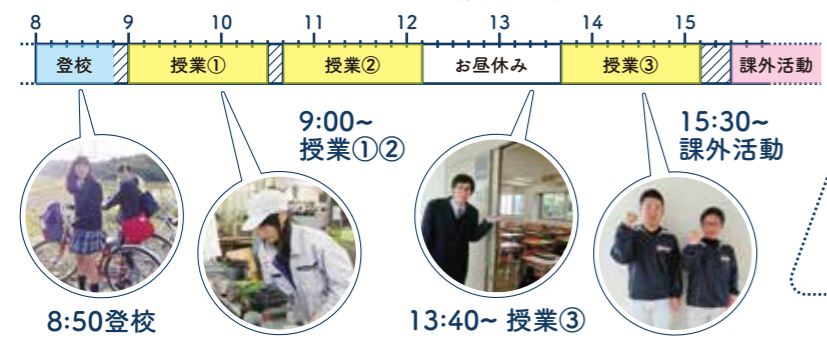 8 9 10 11 12 13 14 15
登校 授業① 授業② お昼休み 授業③ 課外活動
9:00~
授業①②
15:30~
課外活動
8:50登校
13:40~ 授業③